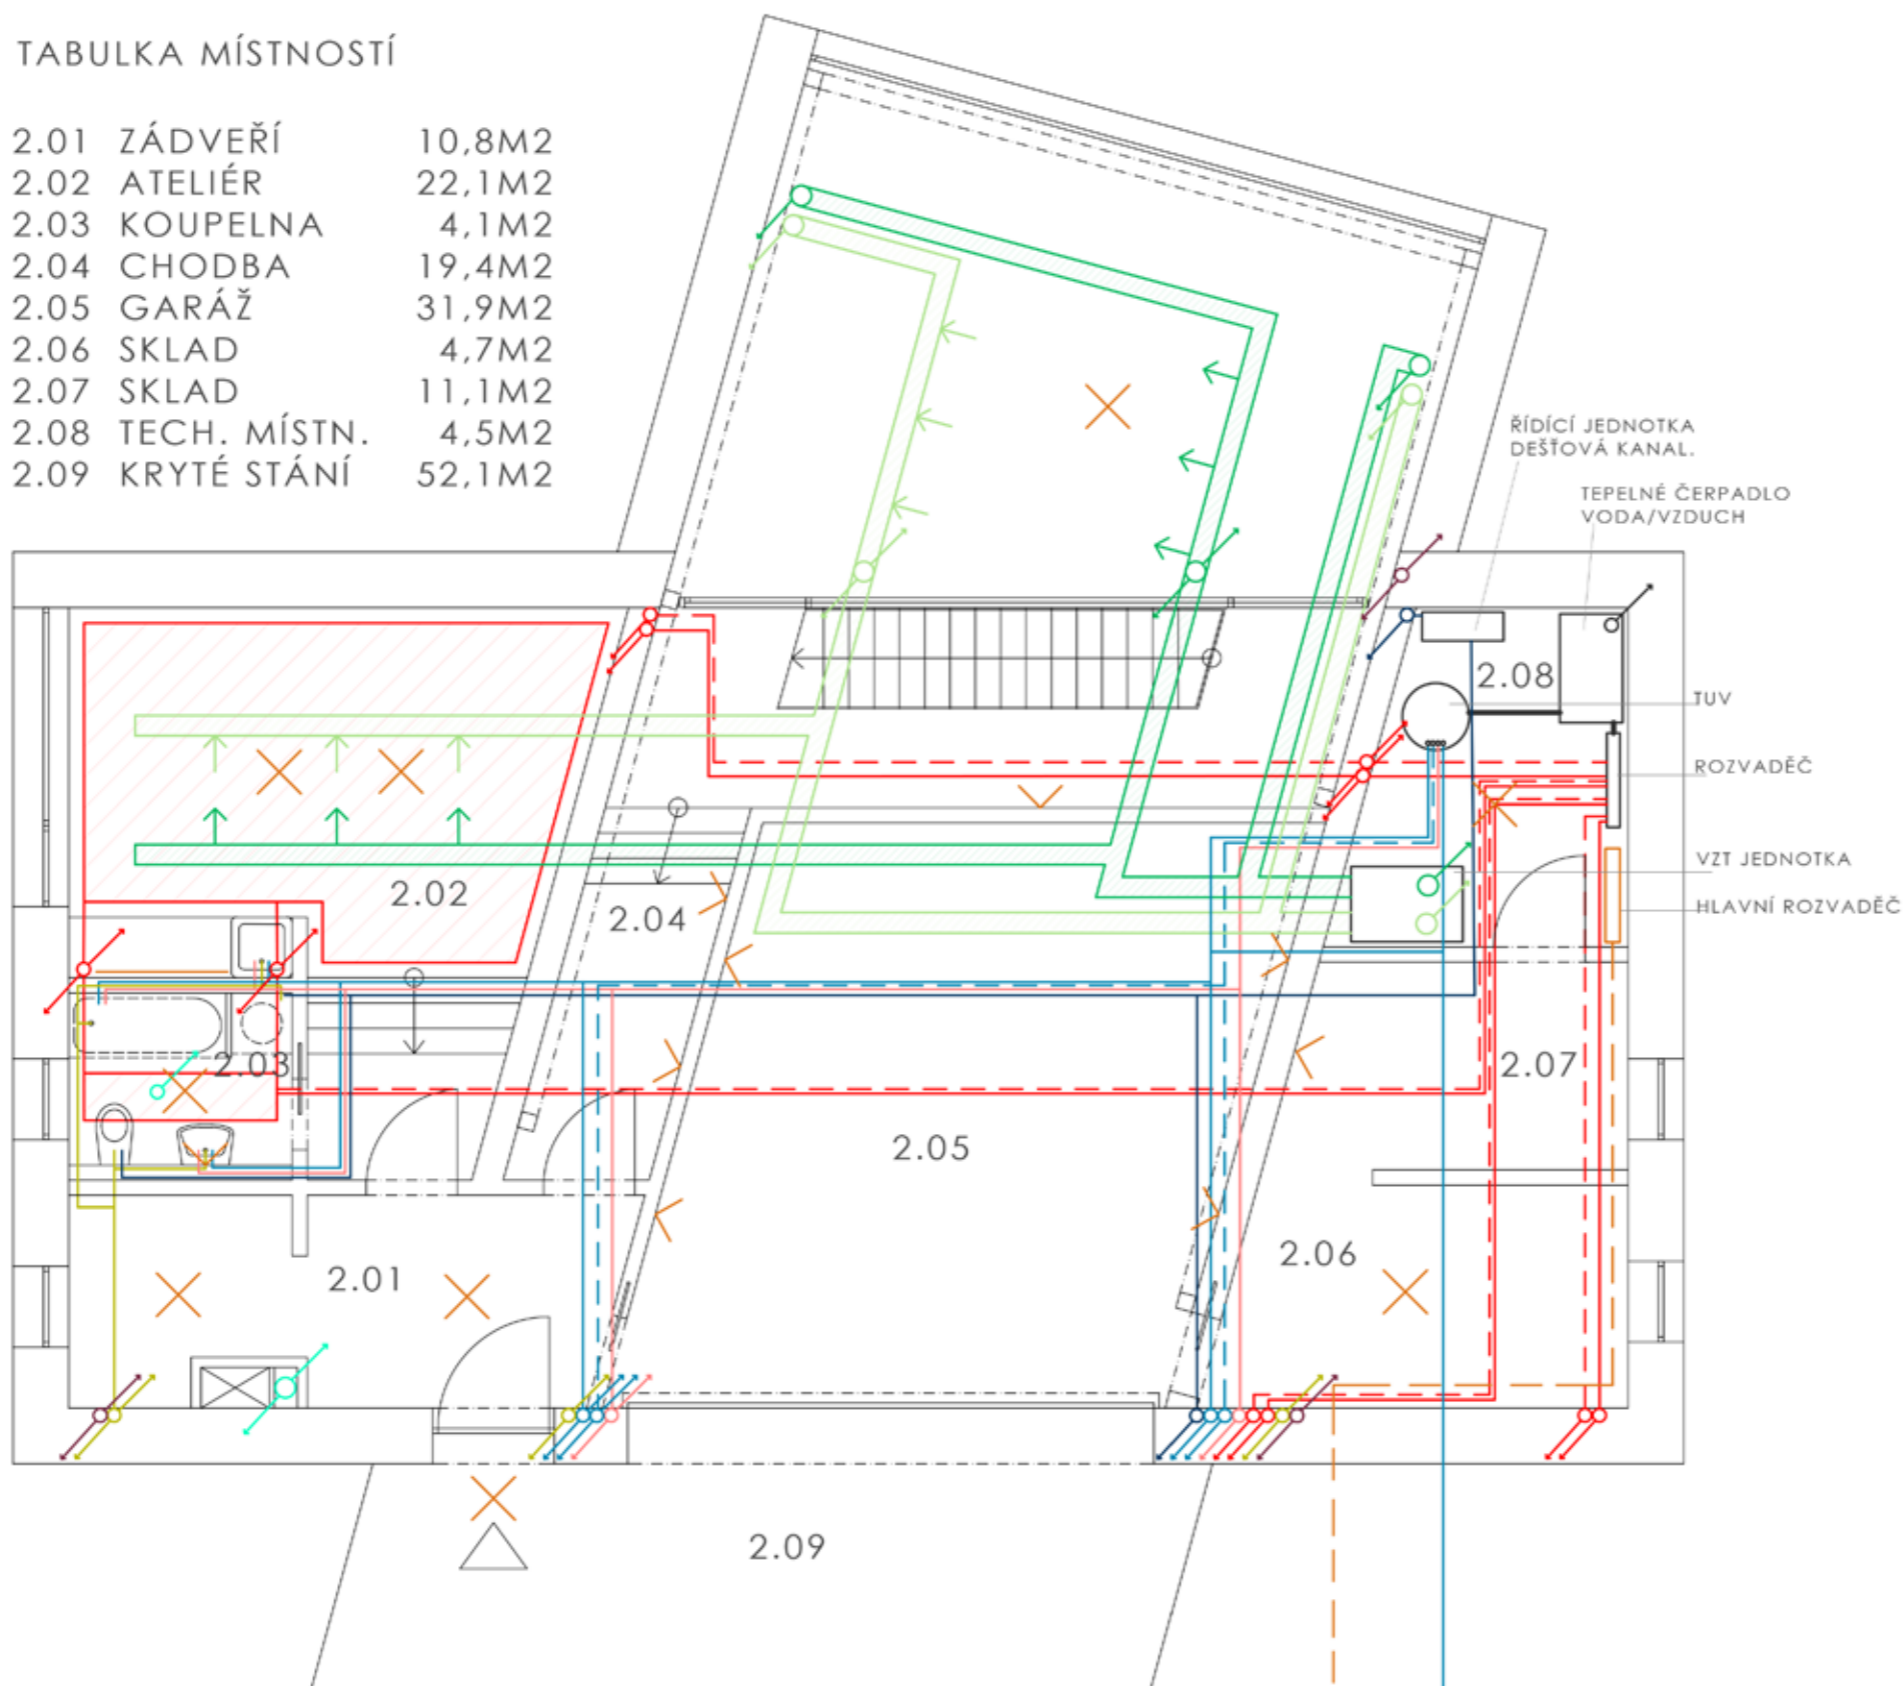 TABULKA MÍSTNOSTÍ
2.01 ZÁDVEŘÍ 10,8M2
2.02 ATELIÉR 22,1M2
2.03 KOUPELNA 4,1M2
2.04 CHODBA 19,4M2
2.05 GARÁŽ 31,9M2
2.06 SKLAD 4,7M2
2.07 SKLAD 11,1M2
2.08 TECH. MÍSTN. 4,5M2
2.09 KRYTÉ STÁNÍ 52,1M2
ŘÍDÍCÍ JEDNOTKA
DEŠŤOVÁ KANAL.
TEPELNÉ ČERPADLO
VODA/VZDUCH
2.08
TUV
ROZVADĚČ
VZT JEDNOTKA
HLAVNÍ ROZVADĚČ
2.02
2.04
2.03
2.07
2.05
2.06
2.01
2.09